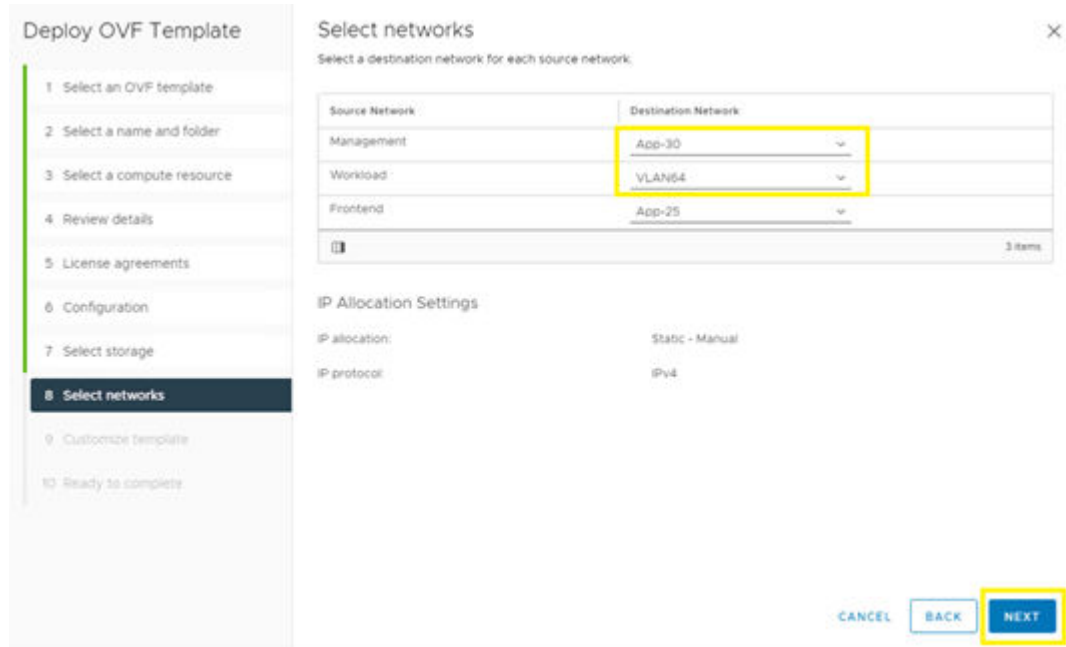 Deploy OVF Template
1 Select an OVF template
2 Select a name and folder
3 Select a compute resource
4 Review details
5 License agreements
6 Configuration
7 Select storage
8 Select networks
9 Customize template
10 Ready to complete
Select networks
Select a destination network for each source network.
Source Network Destination Network
Management App-30
Workload VLAN64
Frontend App-25
3 items
IP Allocation Settings
IP allocation: Static - Manual
IP protocol: IPv4
CANCEL BACK NEXT